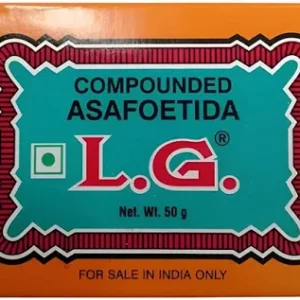 COMPOUNDED
ASAFOETIDA
L.G.®
Net. Wt. 50 g
FOR SALE IN INDIA ONLY